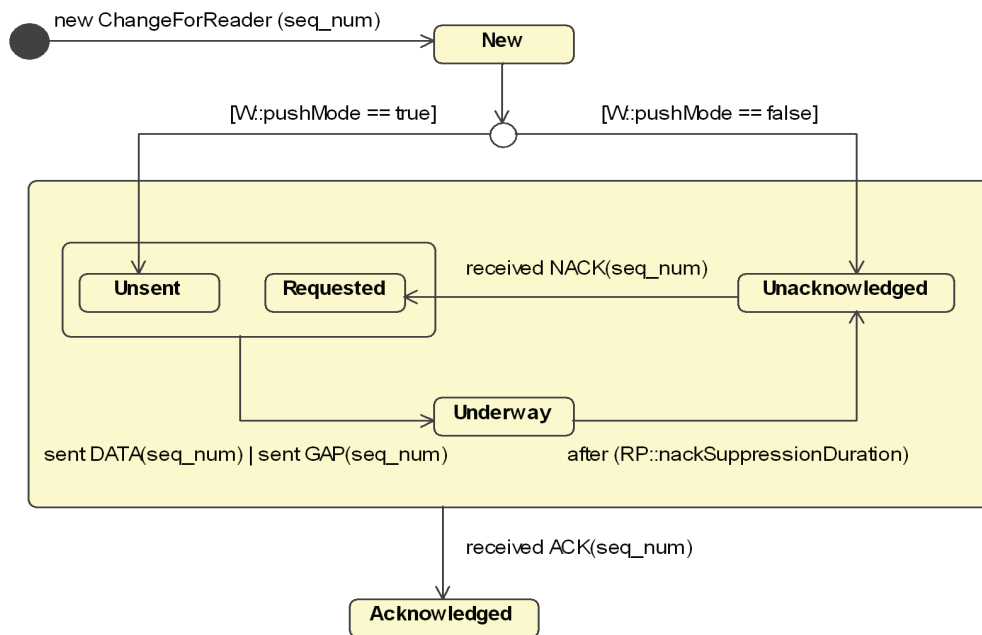 new ChangeForReader (seq_num)
New
[W::pushMode == true]
[W::pushMode == false]
received NACK(seq_num)
Unsent
Requested
Unacknowledged
Underway
sent DATA(seq_num) | sent GAP(seq_num)
after (RP::nackSuppressionDuration)
received ACK(seq_num)
Acknowledged